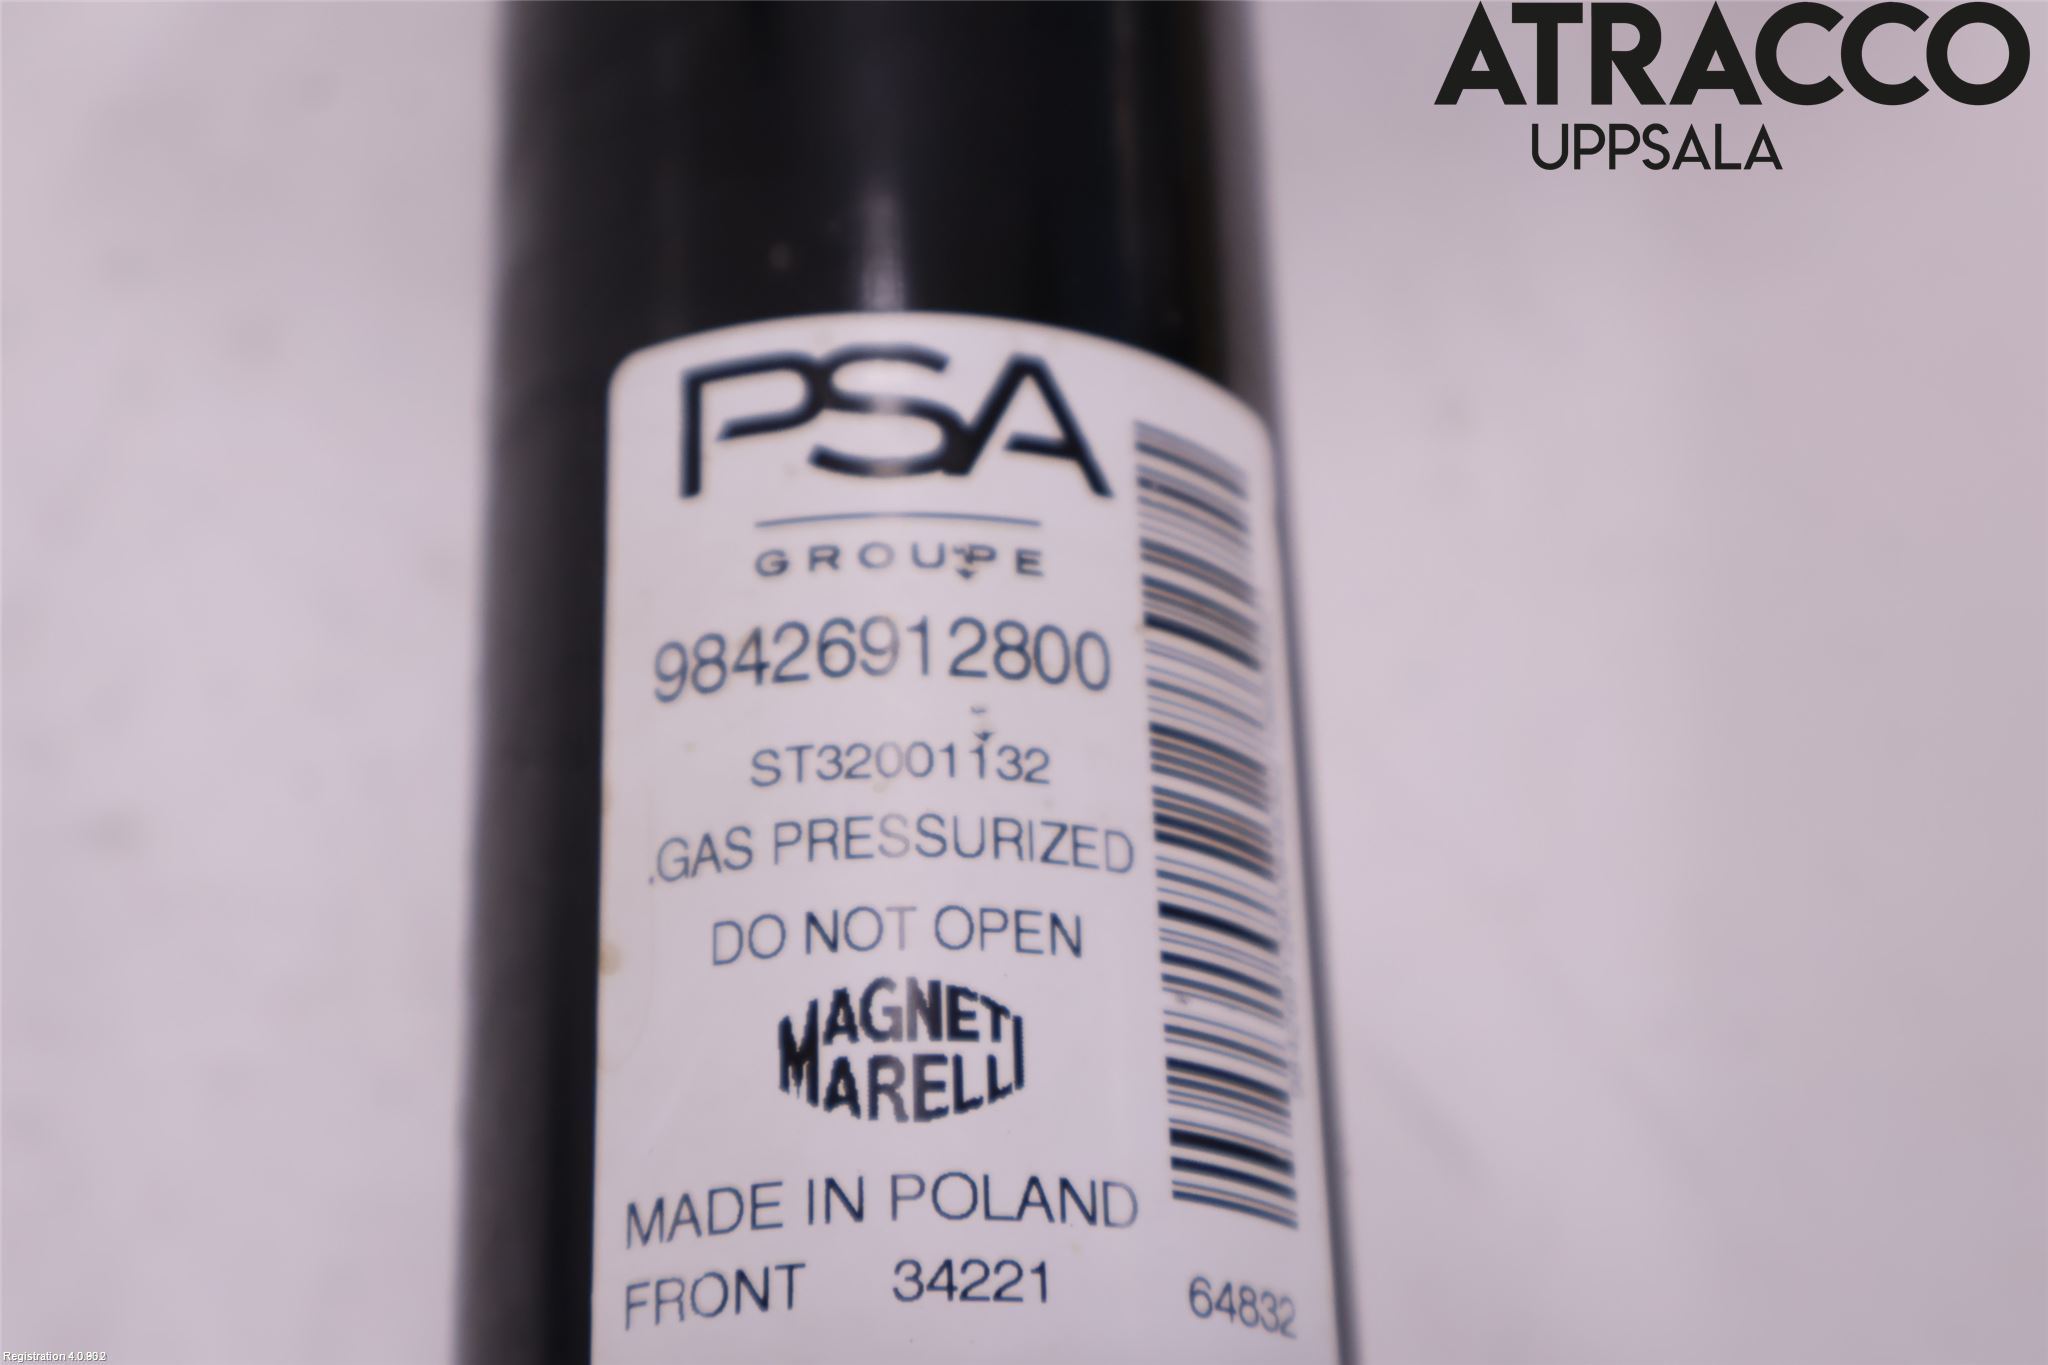 ATRACCO
UPPSALA
PSA
GROUPE
98426912800
ST32001132
.GAS PRESSURIZED
DO NOT OPEN
MAGNETI
MARELLI
MADE IN POLAND
FRONT 34221 64832